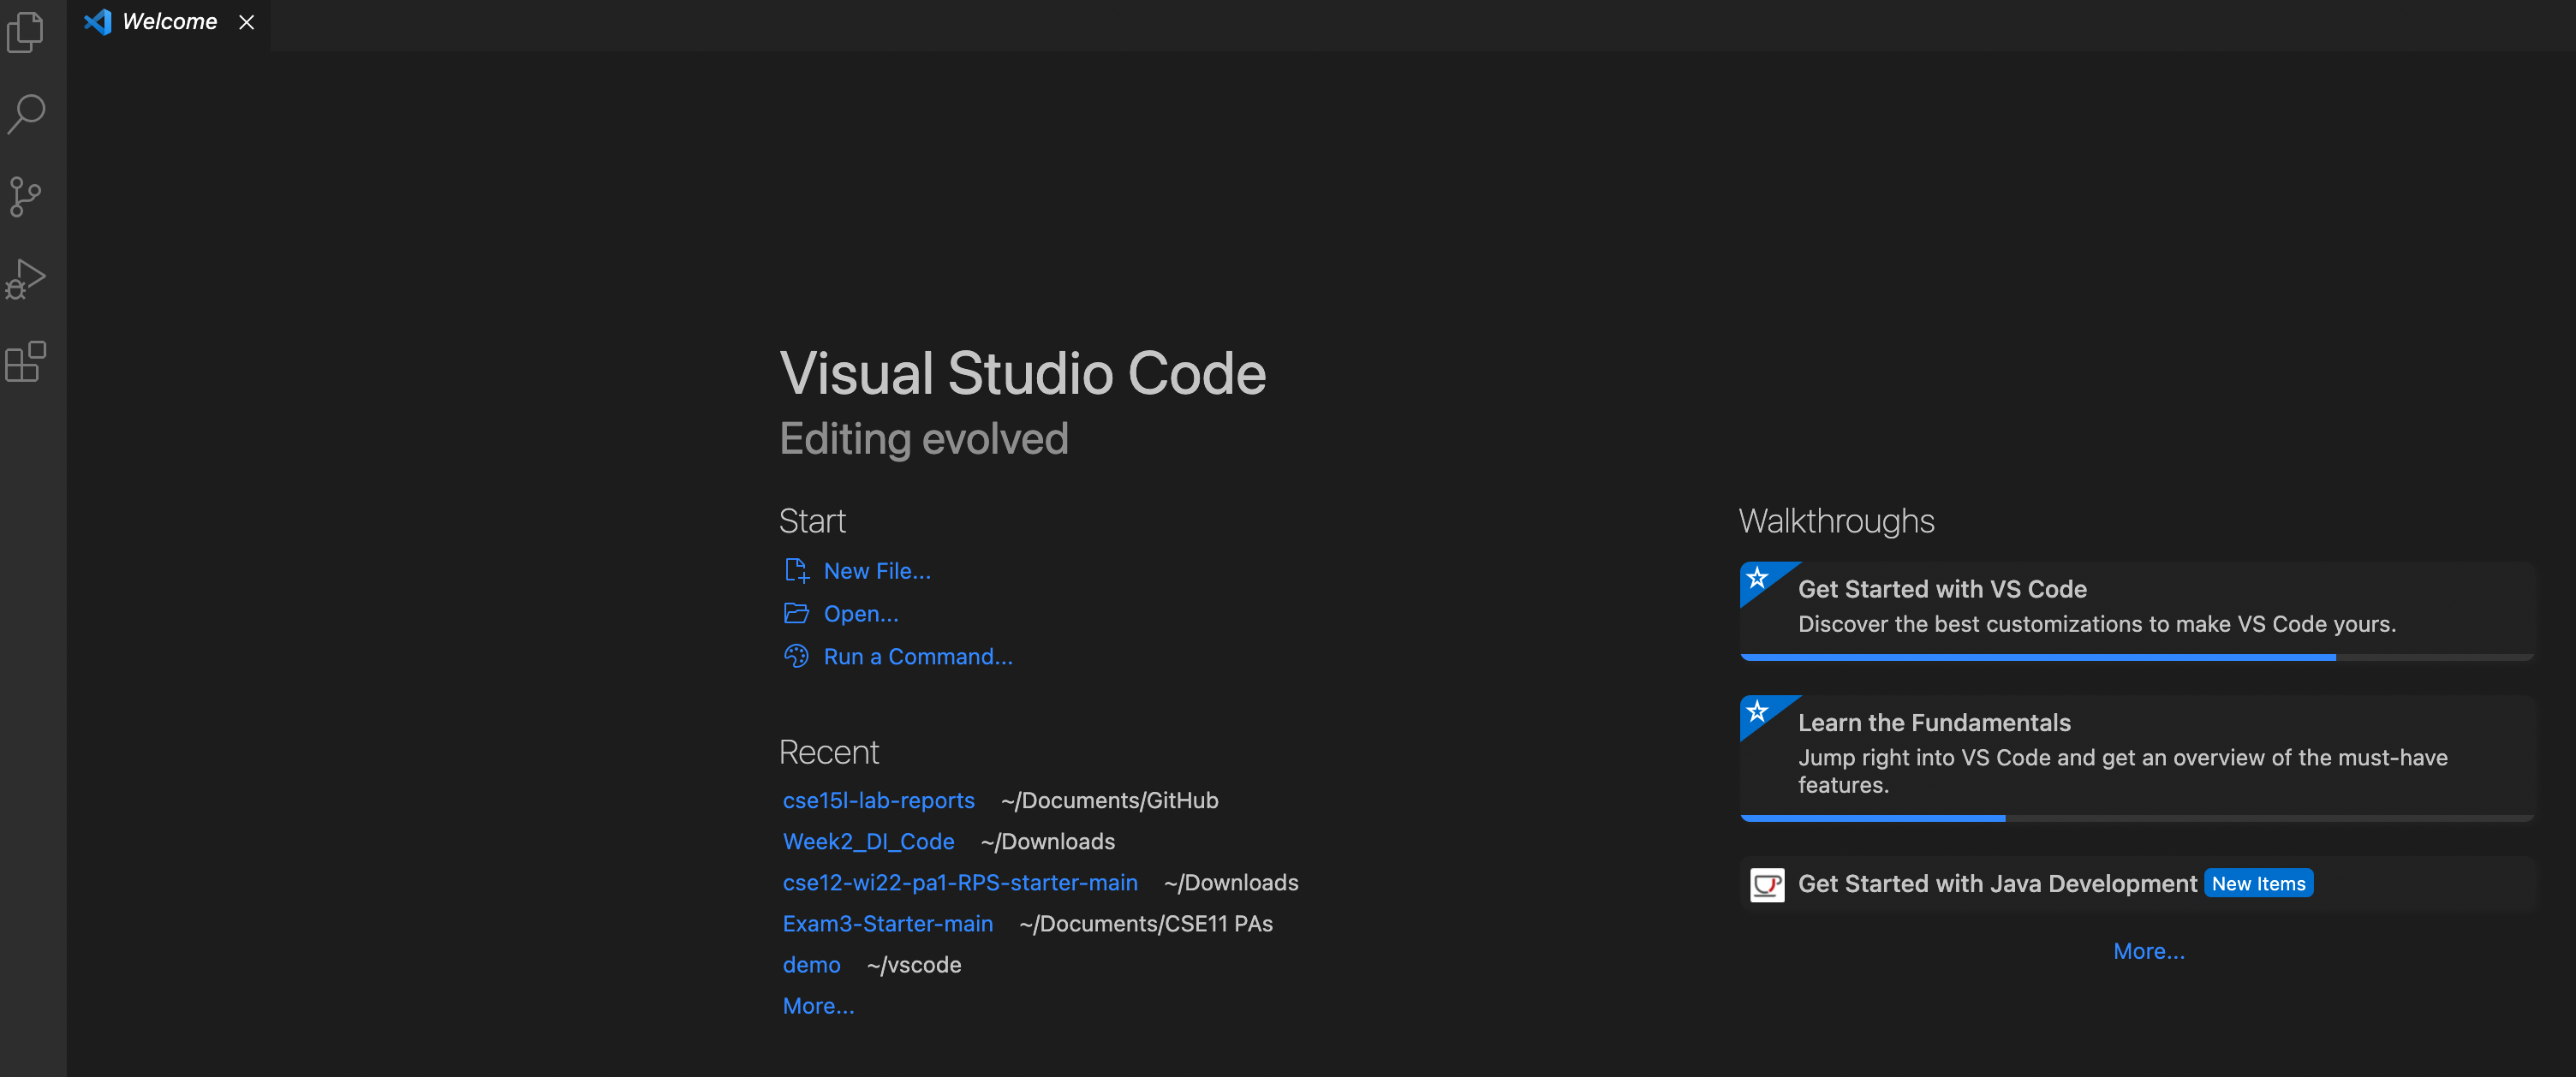 Welcome
Visual Studio Code
Editing evolved
Start
New File...
Open...
Run a Command...
Recent
cse15l-lab-reports ~/Documents/GitHub
Week2_DI_Code ~/Downloads
cse12-wi22-pa1-RPS-starter-main ~/Downloads
Exam3-Starter-main ~/Documents/CSE11 PAs
demo ~/vscode
More...
Walkthroughs
Get Started with VS Code
Discover the best customizations to make VS Code yours.
Learn the Fundamentals
Jump right into VS Code and get an overview of the must-have
features.
Get Started with Java Development New Items
More...